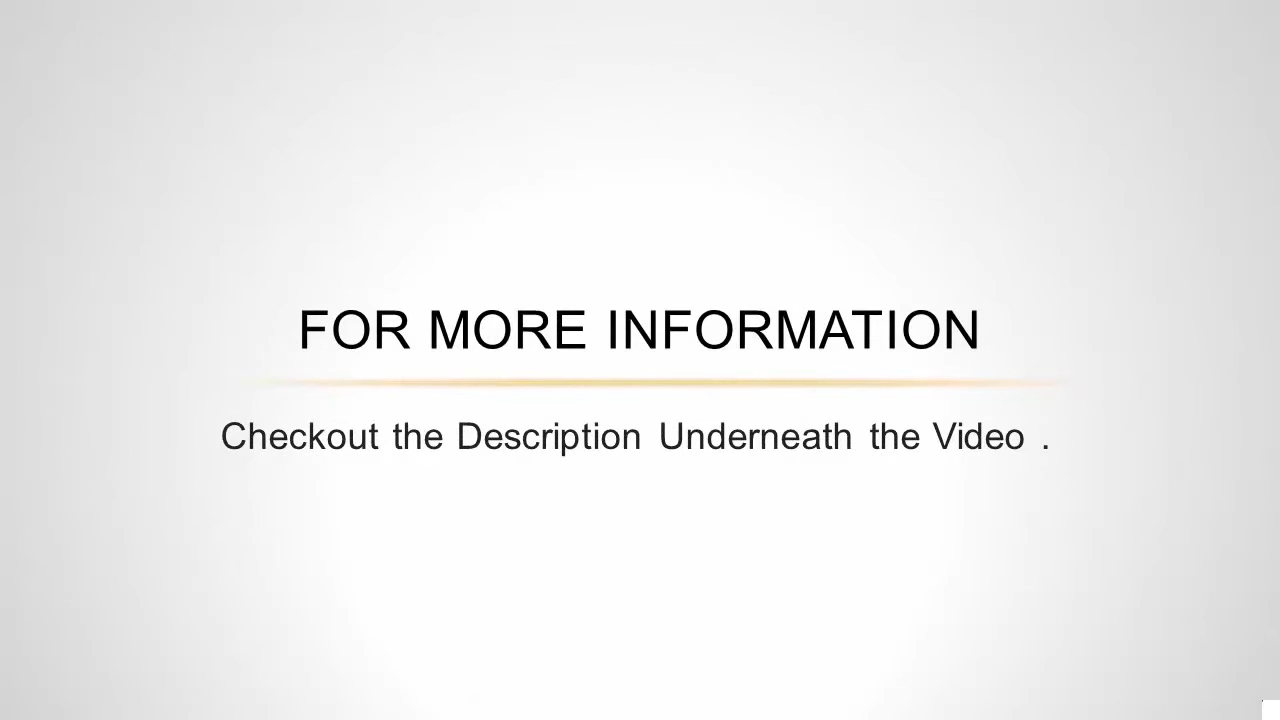 FOR MORE INFORMATION
Checkout the Description Underneath the Video .